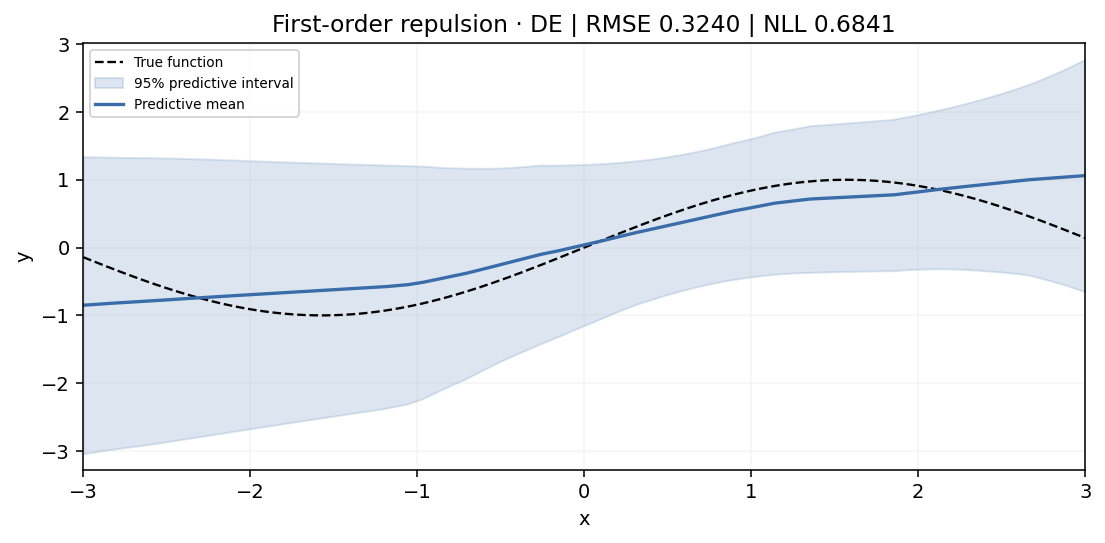 First-order repulsion · DE | RMSE 0.3240 | NLL 0.6841
True function
95% predictive interval
Predictive mean
y
3
2
1
0
−1
−2
−3
−3
−2
−1
0
1
2
3
x